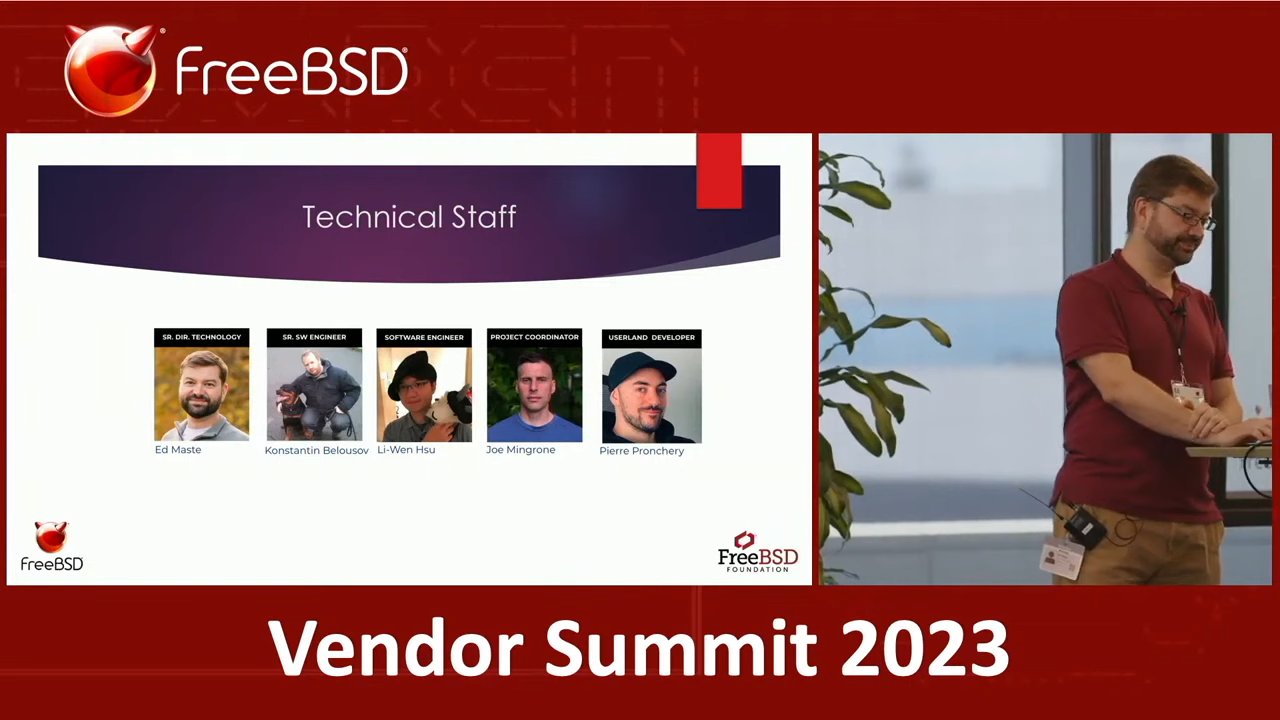 FreeBSD®
Technical Staff
SR. DIR. TECHNOLOGY
SR. SW ENGINEER
SOFTWARE ENGINEER
PROJECT COORDINATOR
USERLAND DEVELOPER
Ed Maste
Konstantin Belousov
Li-Wen Hsu
Joe Mingrone
Pierre Pronchery
FreeBSD
FreeBSD
FOUNDATION
Vendor Summit 2023